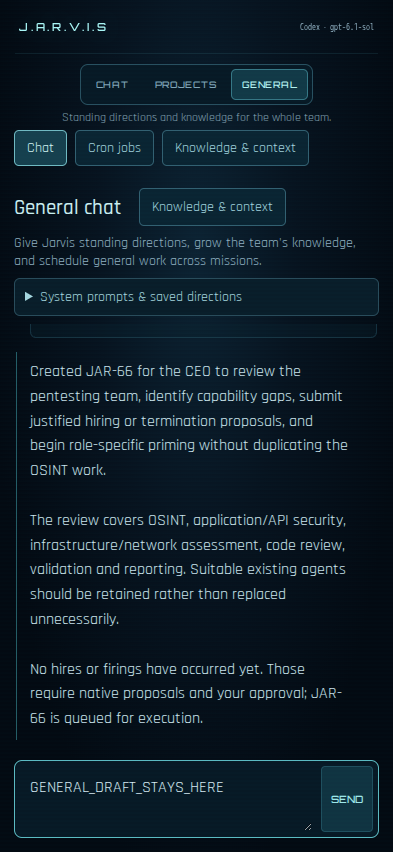 J.A.R.V.I.S
Codex · gpt-6.1-sol
CHAT PROJECTS GENERAL
Standing directions and knowledge for the whole team.
Chat Cron jobs Knowledge & context
General chat Knowledge & context
Give Jarvis standing directions, grow the team's knowledge,
and schedule general work across missions.
▶ System prompts & saved directions
Created JAR-66 for the CEO to review the
pentesting team, identify capability gaps, submit
justified hiring or termination proposals, and
begin role-specific priming without duplicating the
OSINT work.
The review covers OSINT, application/API security,
infrastructure/network assessment, code review,
validation and reporting. Suitable existing agents
should be retained rather than replaced
unnecessarily.
No hires or firings have occurred yet. Those
require native proposals and your approval; JAR-
66 is queued for execution.
GENERAL_DRAFT_STAYS_HERE
SEND